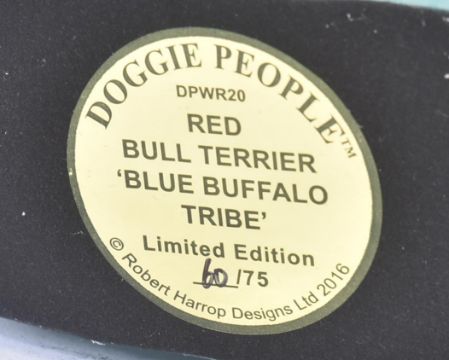 DOGGIE PEOPLE™
DPWR20
RED
BULL TERRIER
‘BLUE BUFFALO
TRIBE’
Limited Edition
60/75
© Robert Harrop Designs Ltd 2016